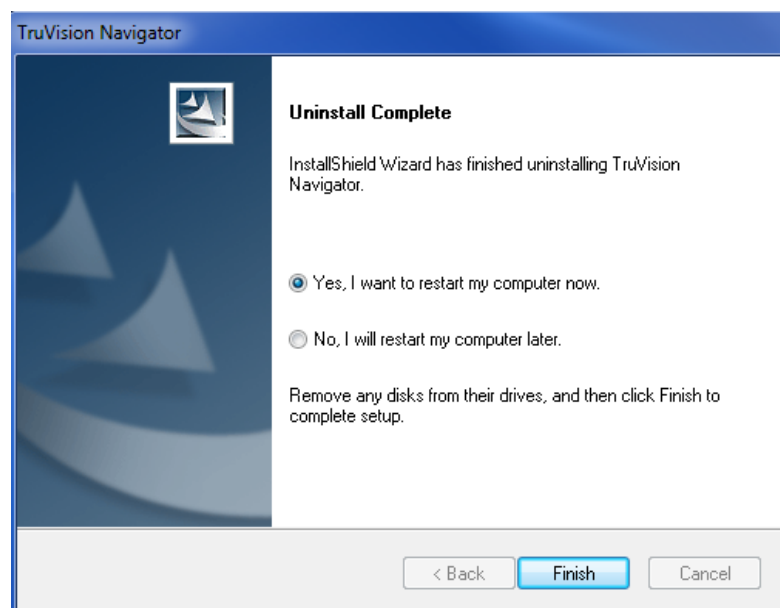 TruVision Navigator
Uninstall Complete
InstallShield Wizard has finished uninstalling TruVision
Navigator.
Yes, I want to restart my computer now.
No, I will restart my computer later.
Remove any disks from their drives, and then click Finish to
complete setup.
< Back
Finish
Cancel